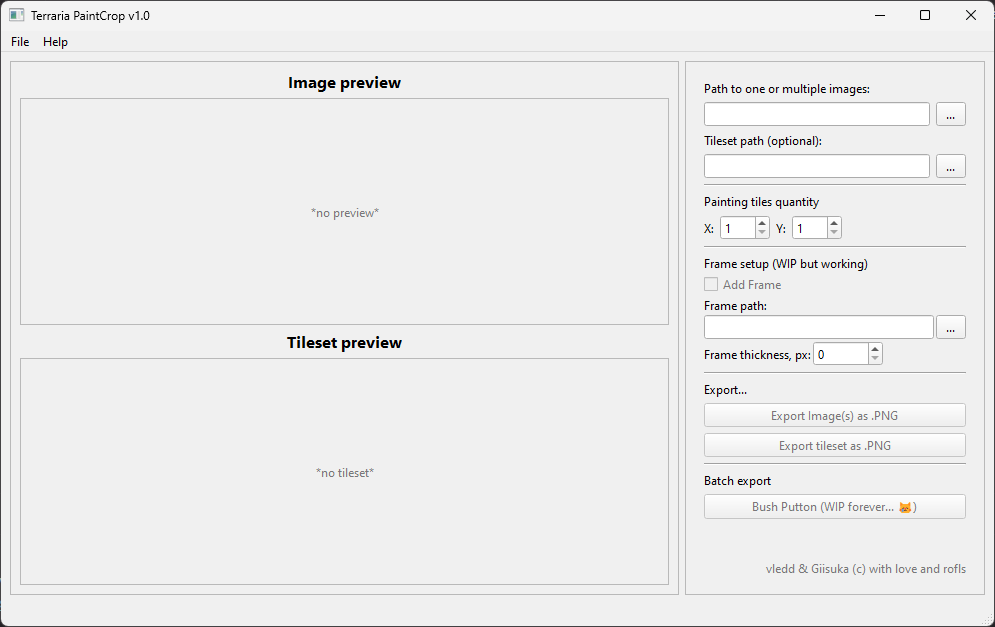 Terraria PaintCrop v1.0
File Help
Image preview
*no preview*
Tileset preview
*no tileset*
Path to one or multiple images:
...
Tileset path (optional):
...
Painting tiles quantity
X: 1 Y: 1
Frame setup (WIP but working)
Add Frame
Frame path:
...
Frame thickness, px: 0
Export...
Export Image(s) as .PNG
Export tileset as .PNG
Batch export
Bush Putton (WIP forever... 😹)
vledd & Giisuka (c) with love and rofls